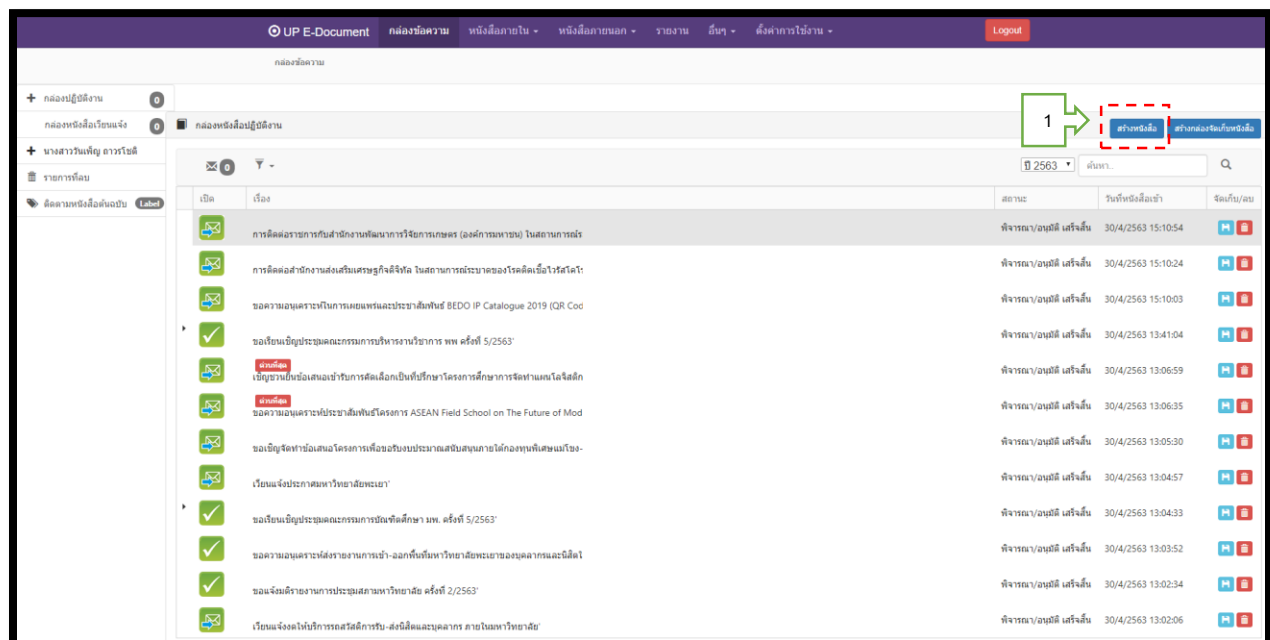 UP E-Document กล่องข้อความ หนังสือภายใน หนังสือภายนอก รายงาน อื่นๆ ตั้งค่าการใช้งาน Logout
กล่องข้อความ
กล่องปฏิบัติงาน 0
กล่องหนังสือเวียนแจ้ง 0
นางสาววันเพ็ญ ถาวรโชติ
รายการที่ลบ
ติดตามหนังสือต้นฉบับ Label
กล่องหนังสือปฏิบัติงาน 1 สร้างหนังสือ สร้างกล่องจัดเก็บหนังสือ
0 ปี 2563 ค้นหา..
เปิด เรื่อง สถานะ วันที่หนังสือเข้า จัดเก็บ/ลบ
การติดต่อราชการกับสำนักงานพัฒนาการวิจัยการเกษตร (องค์การมหาชน) ในสถานการณ์ร พิจารณา/อนุมัติ เสร็จสิ้น 30/4/2563 15:10:54
การติดต่อสำนักงานส่งเสริมเศรษฐกิจดิจิทัล ในสถานการณ์ระบาดของโรคติดเชื้อไวรัสโคโร พิจารณา/อนุมัติ เสร็จสิ้น 30/4/2563 15:10:24
ขอความอนุเคราะห์ในการเผยแพร่และประชาสัมพันธ์ BEDO IP Catalogue 2019 (QR Cod พิจารณา/อนุมัติ เสร็จสิ้น 30/4/2563 15:10:03
ขอเรียนเชิญประชุมคณะกรรมการบริหารงานวิชาการ มพ ครั้งที่ 5/2563' พิจารณา/อนุมัติ เสร็จสิ้น 30/4/2563 13:41:04
ด่วนที่สุด
เชิญชวนยื่นข้อเสนอเข้ารับการคัดเลือกเป็นที่ปรึกษาโครงการศึกษาการจัดทำแผนโลจิสติก พิจารณา/อนุมัติ เสร็จสิ้น 30/4/2563 13:06:59
ด่วนที่สุด
ขอความอนุเคราะห์ประชาสัมพันธ์โครงการ ASEAN Field School on The Future of Mod พิจารณา/อนุมัติ เสร็จสิ้น 30/4/2563 13:06:35
ขอเชิญจัดทำข้อเสนอโครงการเพื่อขอรับงบประมาณสนับสนุนภายใต้กองทุนพิเศษแม่โขง- พิจารณา/อนุมัติ เสร็จสิ้น 30/4/2563 13:05:30
เวียนแจ้งประกาศมหาวิทยาลัยพะเยา' พิจารณา/อนุมัติ เสร็จสิ้น 30/4/2563 13:04:57
ขอเรียนเชิญประชุมคณะกรรมการบัณฑิตศึกษา มพ. ครั้งที่ 5/2563' พิจารณา/อนุมัติ เสร็จสิ้น 30/4/2563 13:04:33
ขอความอนุเคราะห์ส่งรายงานการเข้า-ออกพื้นที่มหาวิทยาลัยพะเยาของบุคลากรและนิสิตใ พิจารณา/อนุมัติ เสร็จสิ้น 30/4/2563 13:03:52
ขอแจ้งมติรายงานการประชุมสภามหาวิทยาลัย ครั้งที่ 2/2563' พิจารณา/อนุมัติ เสร็จสิ้น 30/4/2563 13:02:34
เวียนแจ้งงดให้บริการรถสวัสดิการรับ-ส่งนิสิตและบุคลากร ภายในมหาวิทยาลัย' พิจารณา/อนุมัติ เสร็จสิ้น 30/4/2563 13:02:06